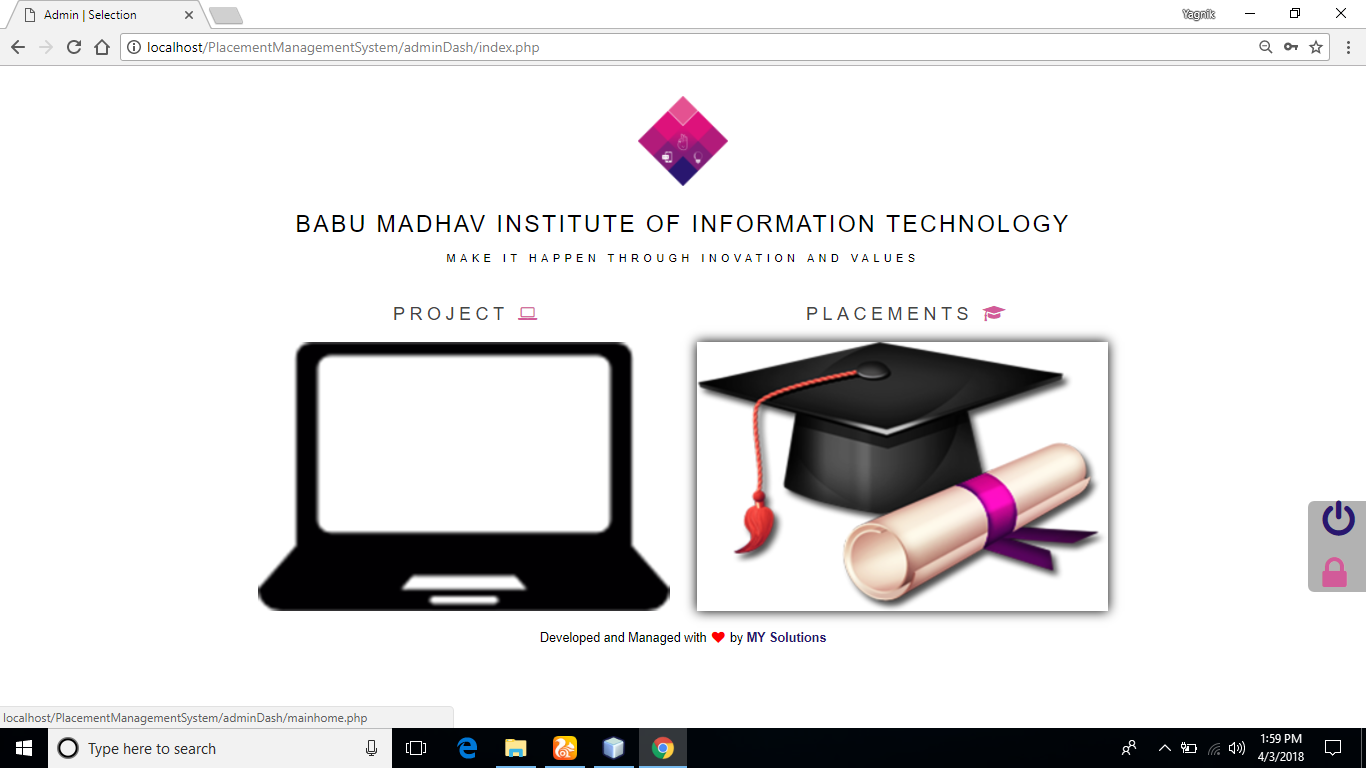 Admin | Selection
Yagnik
localhost/PlacementManagementSystem/adminDash/index.php
BABU MADHAV INSTITUTE OF INFORMATION TECHNOLOGY
MAKE IT HAPPEN THROUGH INOVATION AND VALUES
PROJECT
PLACEMENTS
Developed and Managed with ❤ by MY Solutions
localhost/PlacementManagementSystem/adminDash/mainhome.php
Type here to search
1:59 PM
4/3/2018